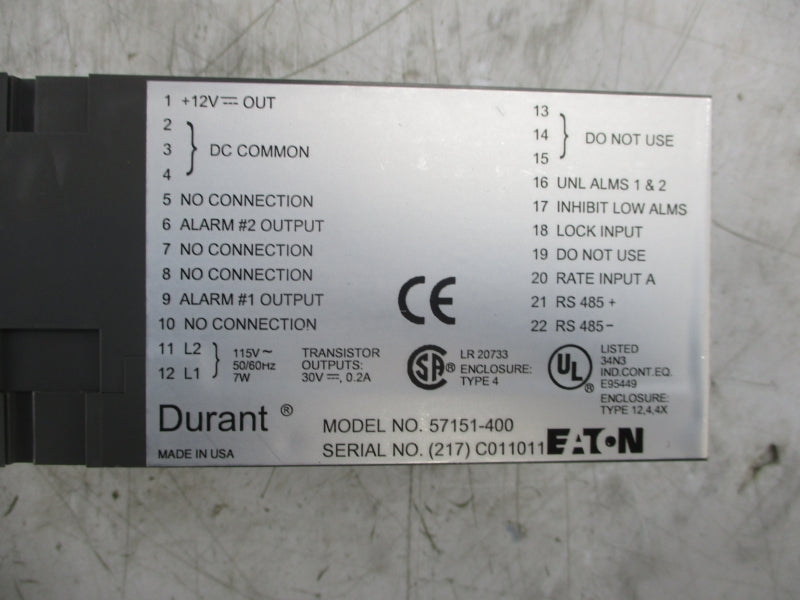 1 +12V⎓ OUT
2
3 DC COMMON
4
5 NO CONNECTION
6 ALARM #2 OUTPUT
7 NO CONNECTION
8 NO CONNECTION
9 ALARM #1 OUTPUT
10 NO CONNECTION
11 L2
12 L1
115V~
50/60Hz
7W
TRANSISTOR
OUTPUTS:
30V⎓, 0.2A
13
14 DO NOT USE
15
16 UNL ALMS 1 & 2
17 INHIBIT LOW ALMS
18 LOCK INPUT
19 DO NOT USE
20 RATE INPUT A
21 RS 485 +
22 RS 485 –
CE
SA ®
LR 20733
ENCLOSURE:
TYPE 4
UL ®
LISTED
34N3
IND.CONT.EQ.
E95449
ENCLOSURE:
TYPE 12,4,4X
Durant ®
MADE IN USA
MODEL NO. 57151-400
SERIAL NO. (217) C011011
EATON